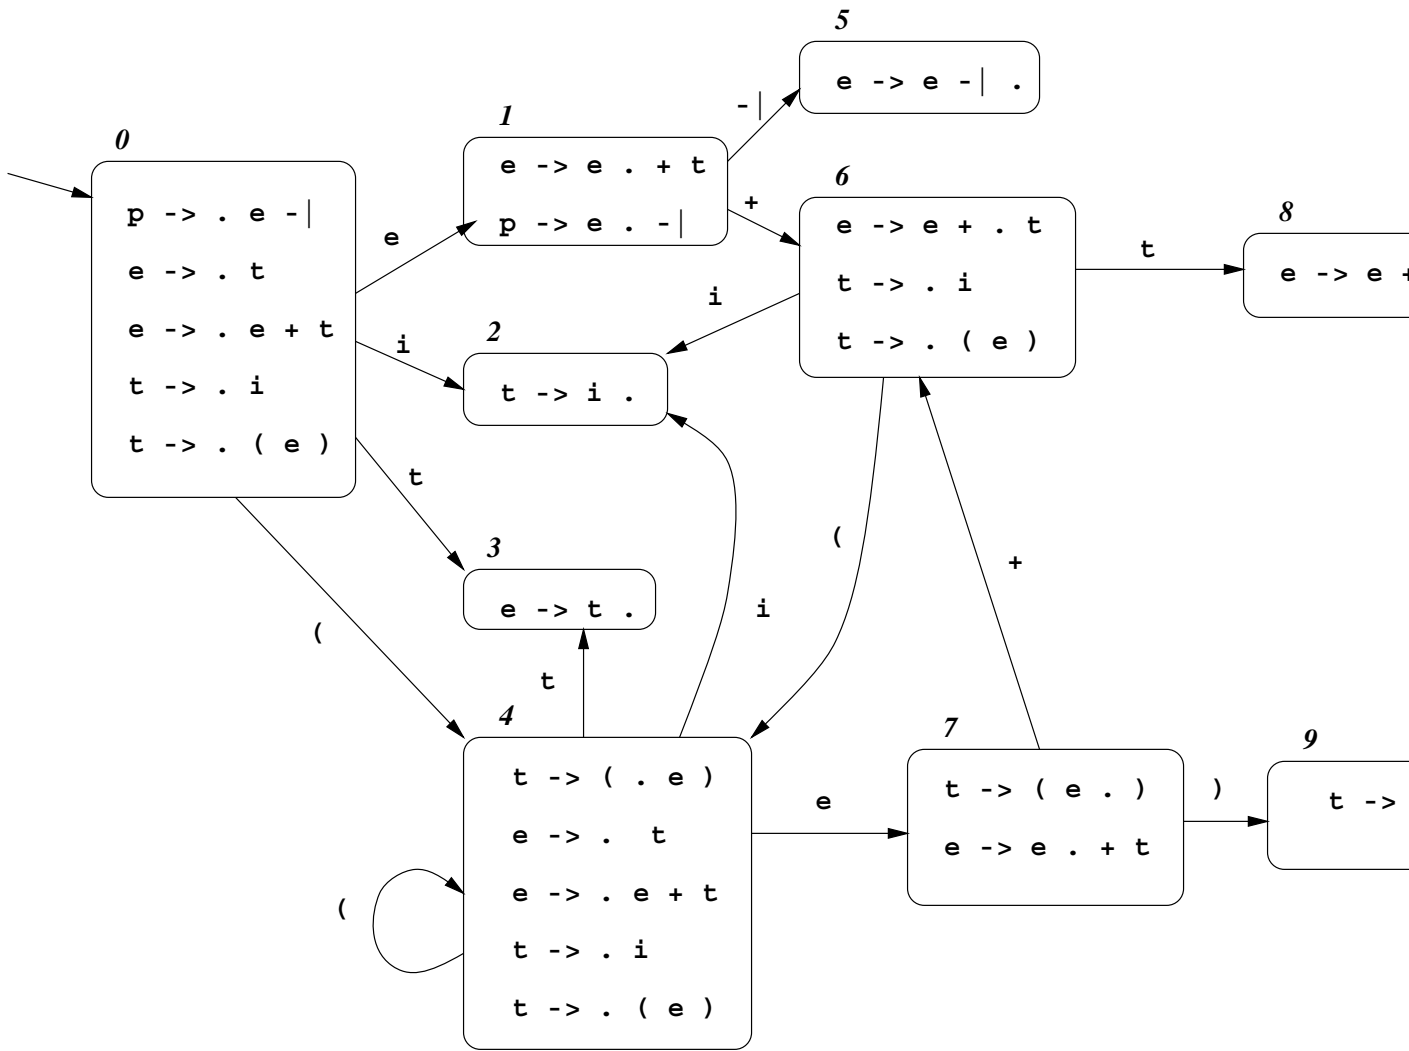 5
e -> e -| .
-|
1
e -> e . + t
p -> e . -|
0
p -> . e -|
e -> . t
e -> . e + t
t -> . i
t -> . ( e )
e
+
6
e -> e + . t
t -> . i
t -> . ( e )
t
8
e -> e +
i
i
2
t -> i .
t
3
e -> t .
(
(
i
+
t
4
t -> ( . e )
e -> . t
e -> . e + t
t -> . i
t -> . ( e )
(
e
7
t -> ( e . )
e -> e . + t
)
9
t ->